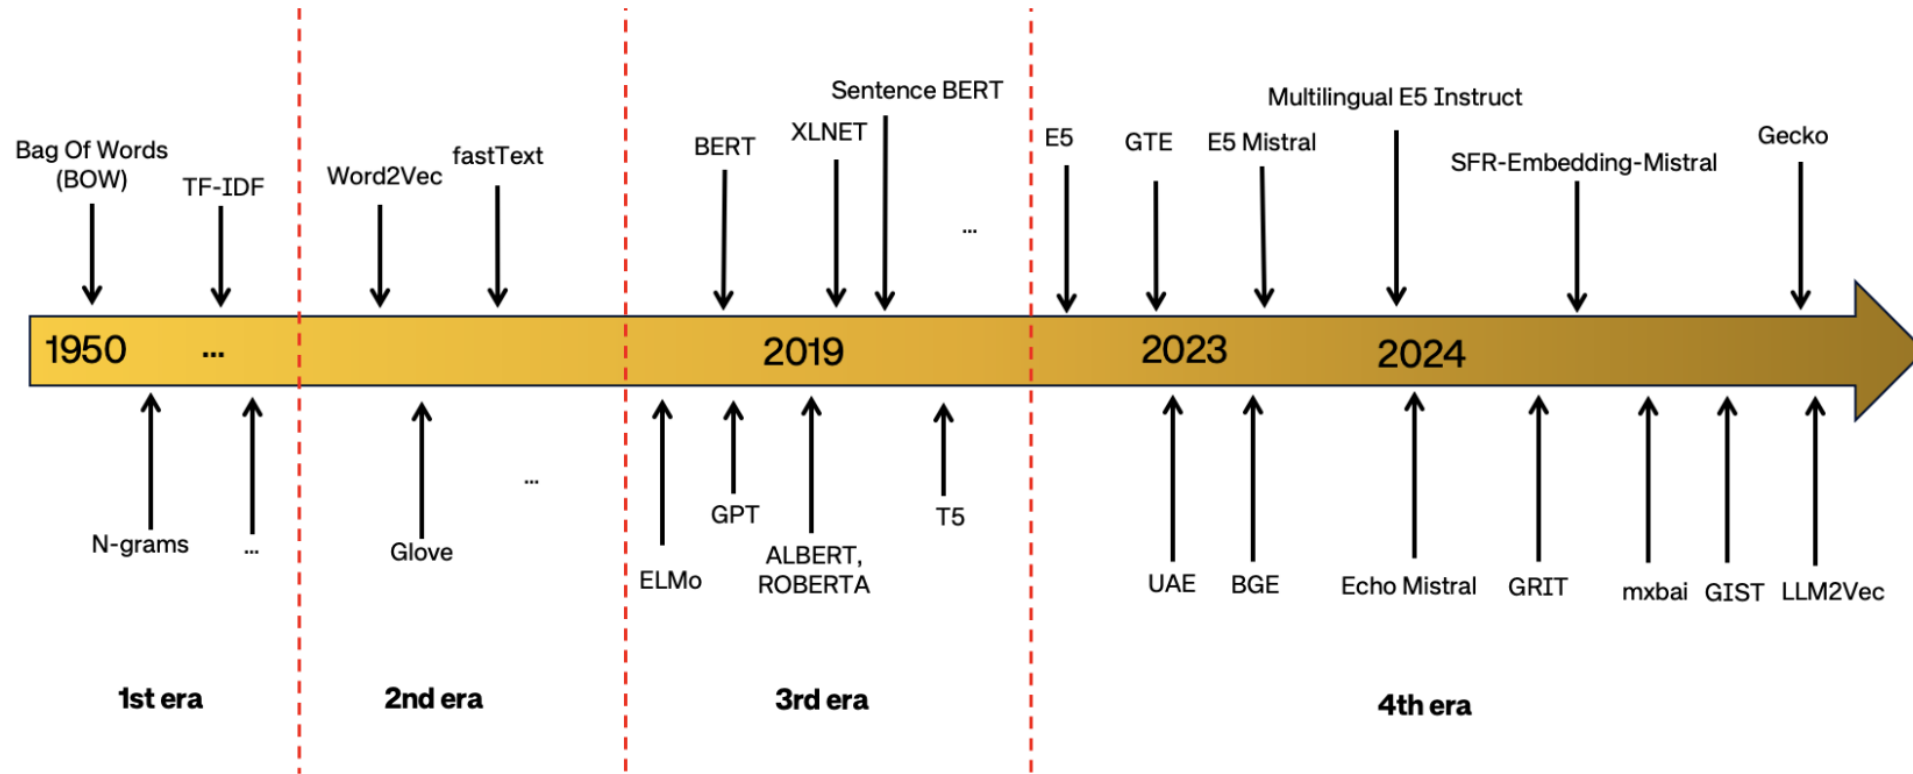 Sentence BERT
Multilingual E5 Instruct
Bag Of Words
(BOW)
TF-IDF
Word2Vec
fastText
BERT
XLNET
...
E5
GTE
E5 Mistral
SFR-Embedding-Mistral
Gecko
1950
...
2019
2023
2024
N-grams
...
Glove
...
ELMo
GPT
ALBERT,
ROBERTA
T5
UAE
BGE
Echo Mistral
GRIT
mxbai
GIST
LLM2Vec
1st era
2nd era
3rd era
4th era